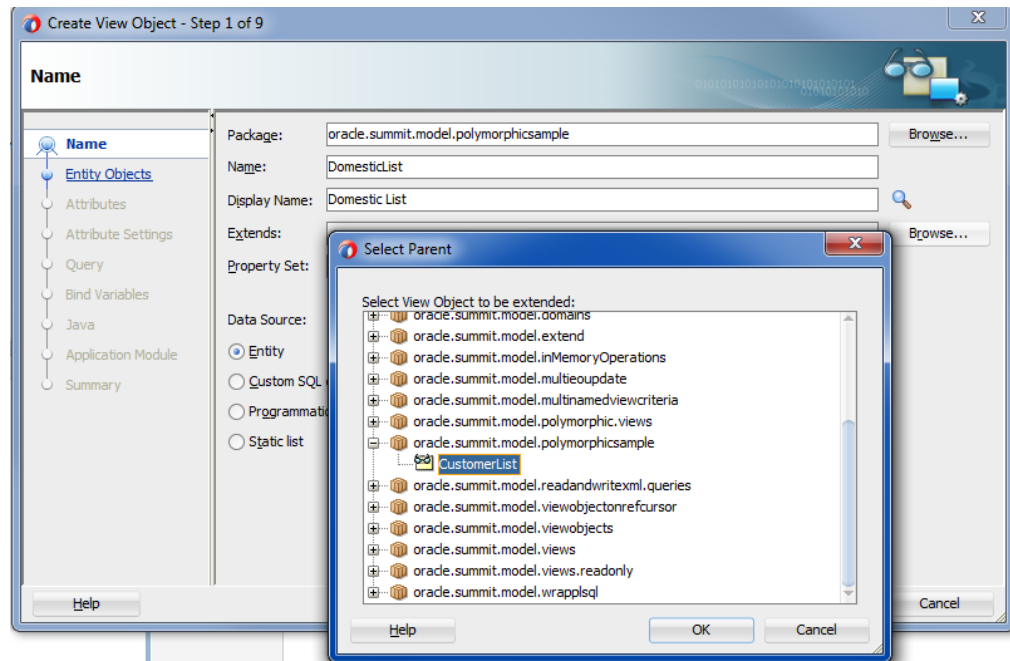 Create View Object - Step 1 of 9
Name
Name
Entity Objects
Attributes
Attribute Settings
Query
Bind Variables
Java
Application Module
Summary
Package: oracle.summit.model.polymorphicsample Browse...
Name: DomesticList
Display Name: Domestic List
Extends: Browse...
Property Set:
Data Source:
Entity
Custom SQL
Programmatic
Static list
Select Parent
Select View Object to be extended:
oracle.summit.model.domains
oracle.summit.model.extend
oracle.summit.model.inMemoryOperations
oracle.summit.model.multieoupdate
oracle.summit.model.multinamedviewcriteria
oracle.summit.model.polymorphic.views
oracle.summit.model.polymorphicsample
CustomerList
oracle.summit.model.readandwritexml.queries
oracle.summit.model.viewobjectonrefcursor
oracle.summit.model.viewobjects
oracle.summit.model.views
oracle.summit.model.views.readonly
oracle.summit.model.wrapplsql
Help OK Cancel
Help Cancel